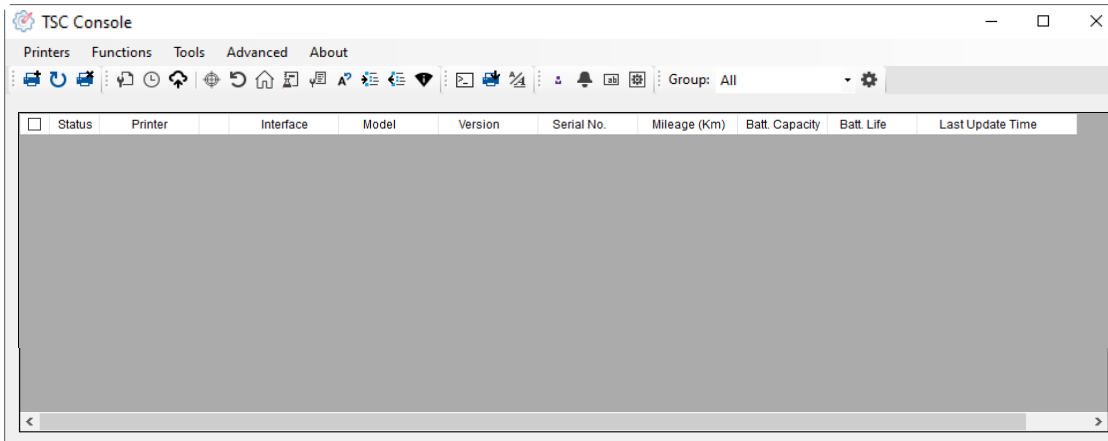 TSC Console
Printers Functions Tools Advanced About
Group: All
Status Printer Interface Model Version Serial No. Mileage (Km) Batt. Capacity Batt. Life Last Update Time